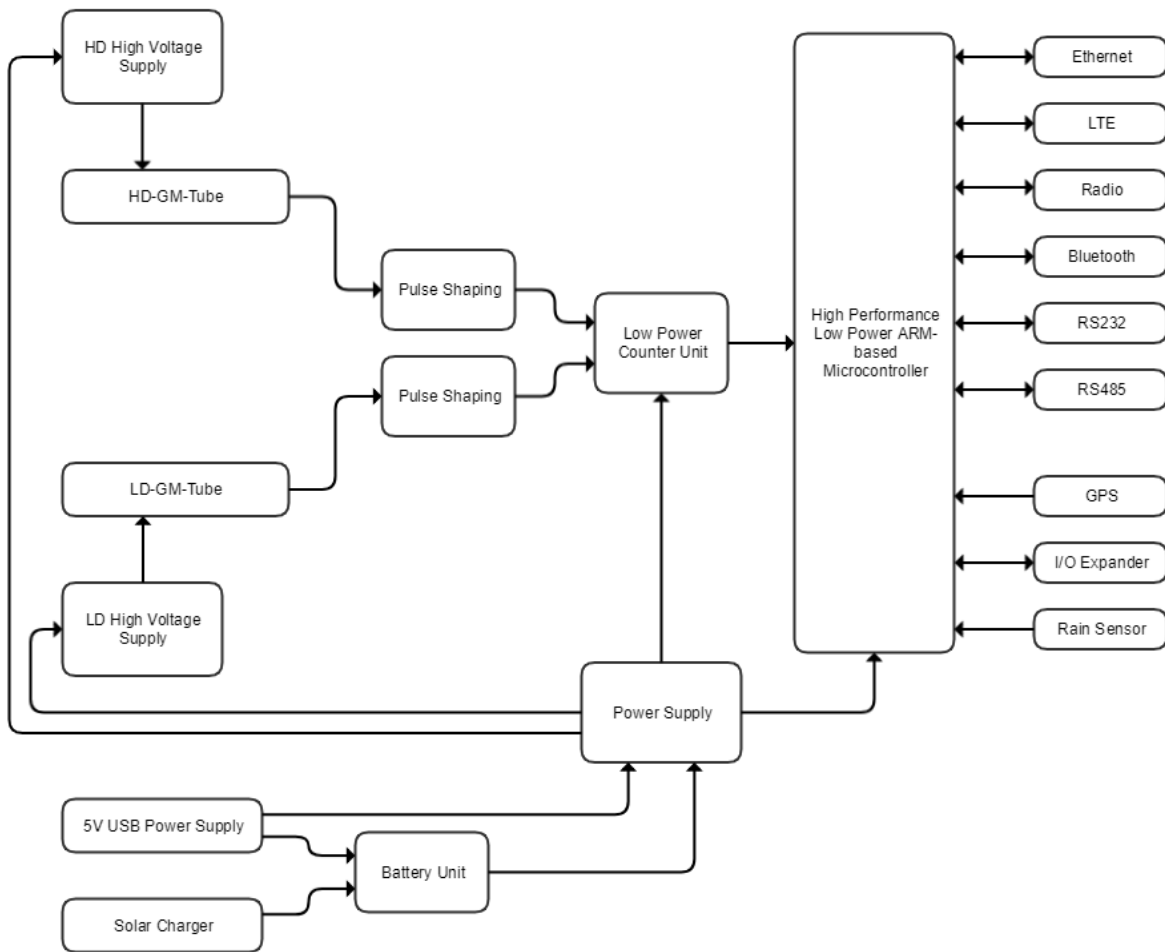 HD High Voltage
Supply
HD-GM-Tube
Pulse Shaping
Low Power
Counter Unit
Pulse Shaping
LD-GM-Tube
LD High Voltage
Supply
Power Supply
5V USB Power Supply
Battery Unit
Solar Charger
High Performance
Low Power ARM-
based
Microcontroller
Ethernet
LTE
Radio
Bluetooth
RS232
RS485
GPS
I/O Expander
Rain Sensor